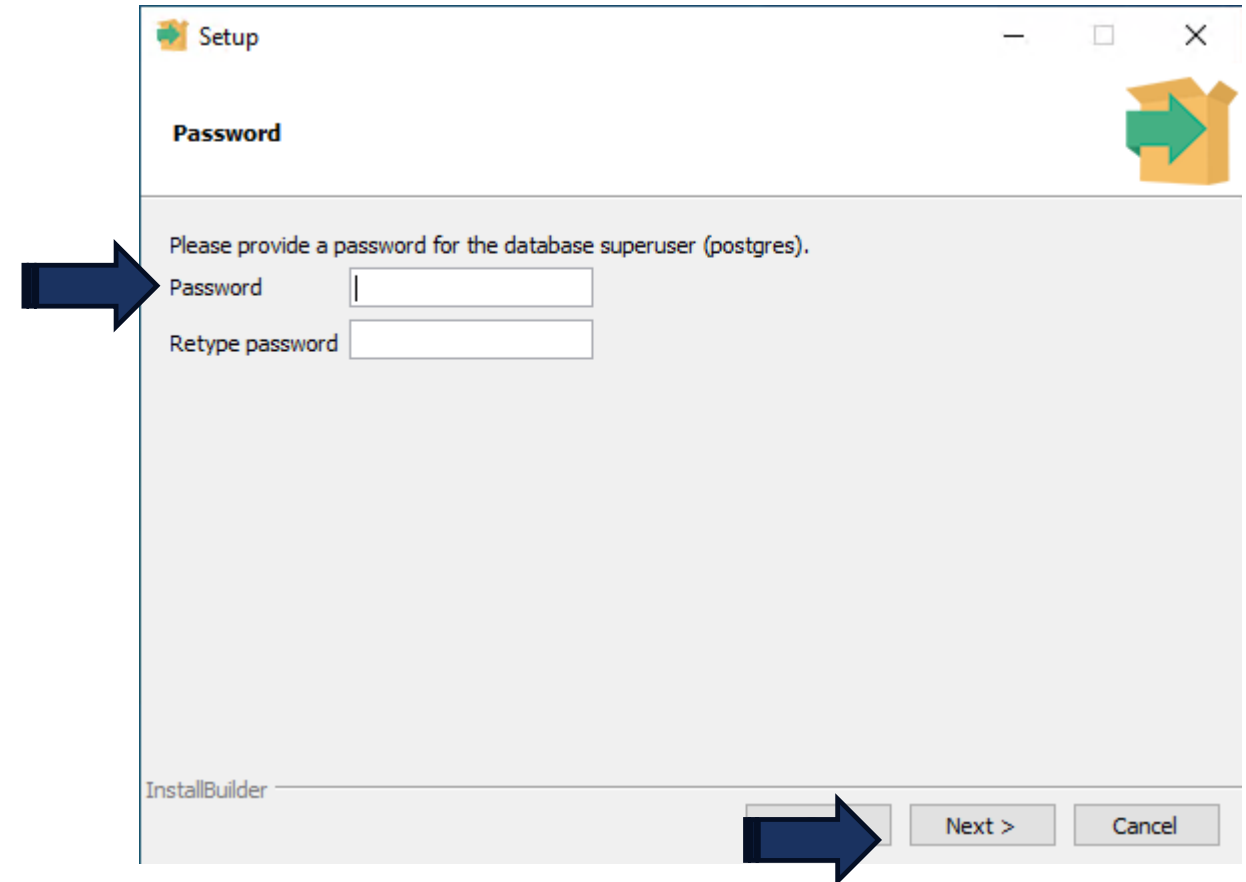 Setup
Password
Please provide a password for the database superuser (postgres).
Password
Retype password
InstallBuilder
Next >
Cancel